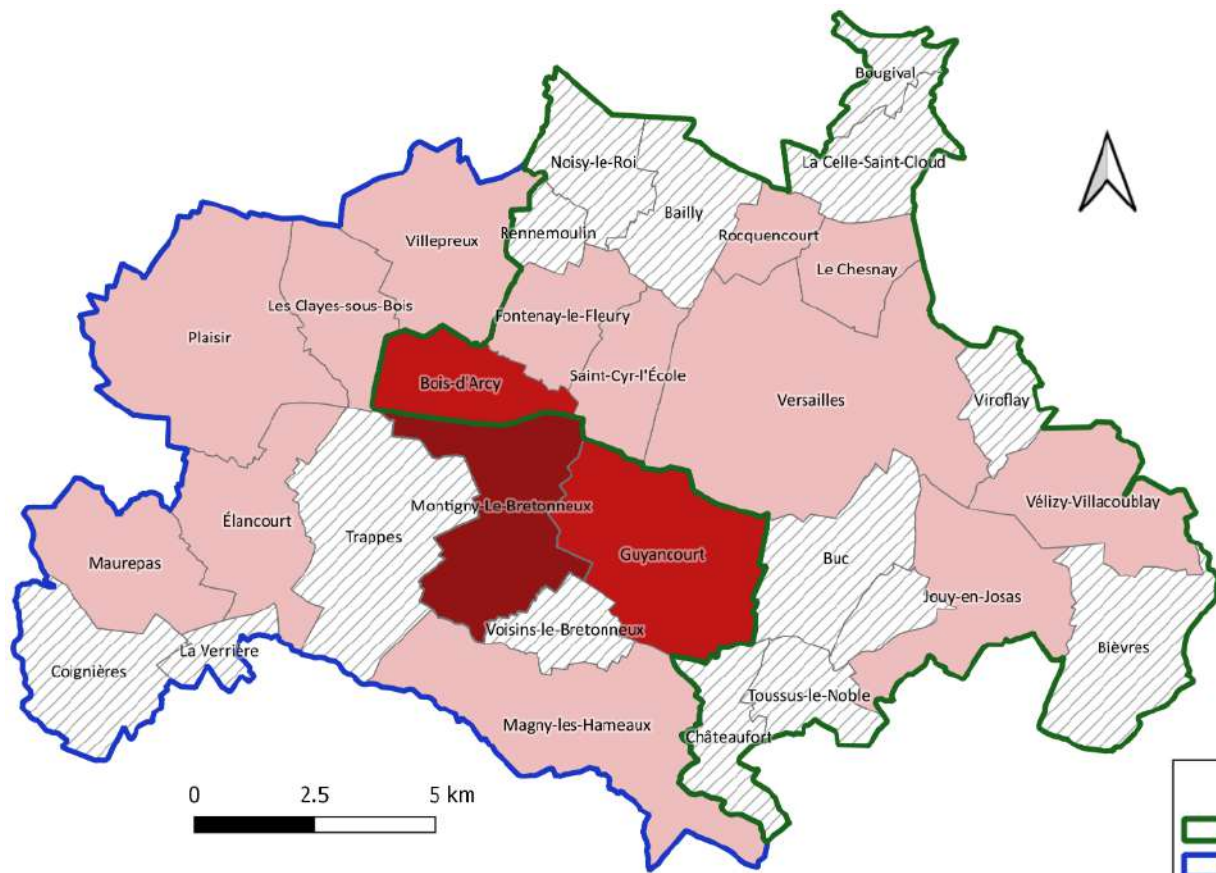 Bougival
Noisy-le-Roi
La Celle-Saint-Cloud
Bailly
Rennemoulin
Rocquencourt
Villepreux
Le Chesnay
Les Clayes-sous-Bois
Fontenay-le-Fleury
Plaisir
Saint-Cyr-l'École
Bois-d'Arcy
Versailles
Viroflay
Vélizy-Villacoublay
Montigny-Le-Bretonneux
Élancourt
Trappes
Guyancourt
Maurepas
Buc
Jouy-en-Josas
Voisins-le-Bretonneux
La Verrière
Coignières
Bièvres
Toussus-le-Noble
Magny-les-Hameaux
Châteaufort
0 2.5 5 km